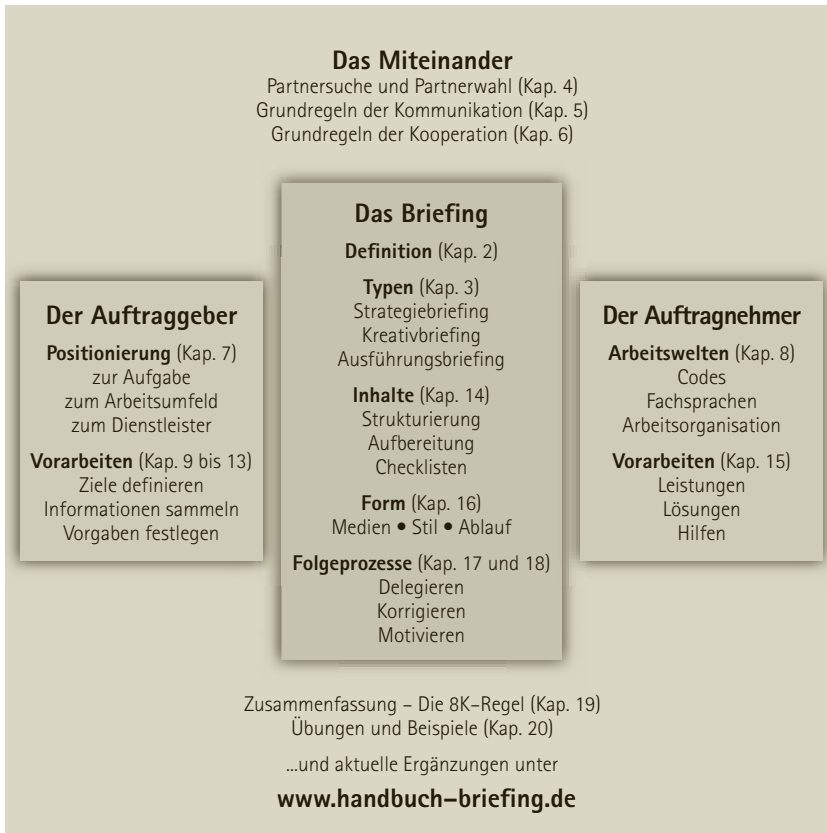 Das Miteinander
Partnersuche und Partnerwahl (Kap. 4)
Grundregeln der Kommunikation (Kap. 5)
Grundregeln der Kooperation (Kap. 6)
Der Auftraggeber
Positionierung (Kap. 7)
zur Aufgabe
zum Arbeitsumfeld
zum Dienstleister
Vorarbeiten (Kap. 9 bis 13)
Ziele definieren
Informationen sammeln
Vorgaben festlegen
Das Briefing
Definition (Kap. 2)
Typen (Kap. 3)
Strategiebriefing
Kreativbriefing
Ausführungsbriefing
Inhalte (Kap. 14)
Strukturierung
Aufbereitung
Checklisten
Form (Kap. 16)
Medien • Stil • Ablauf
Folgeprozesse (Kap. 17 und 18)
Delegieren
Korrigieren
Motivieren
Der Auftragnehmer
Arbeitswelten (Kap. 8)
Codes
Fachsprachen
Arbeitsorganisation
Vorarbeiten (Kap. 15)
Leistungen
Lösungen
Hilfen
Zusammenfassung – Die 8K-Regel (Kap. 19)
Übungen und Beispiele (Kap. 20)
...und aktuelle Ergänzungen unter
www.handbuch-briefing.de